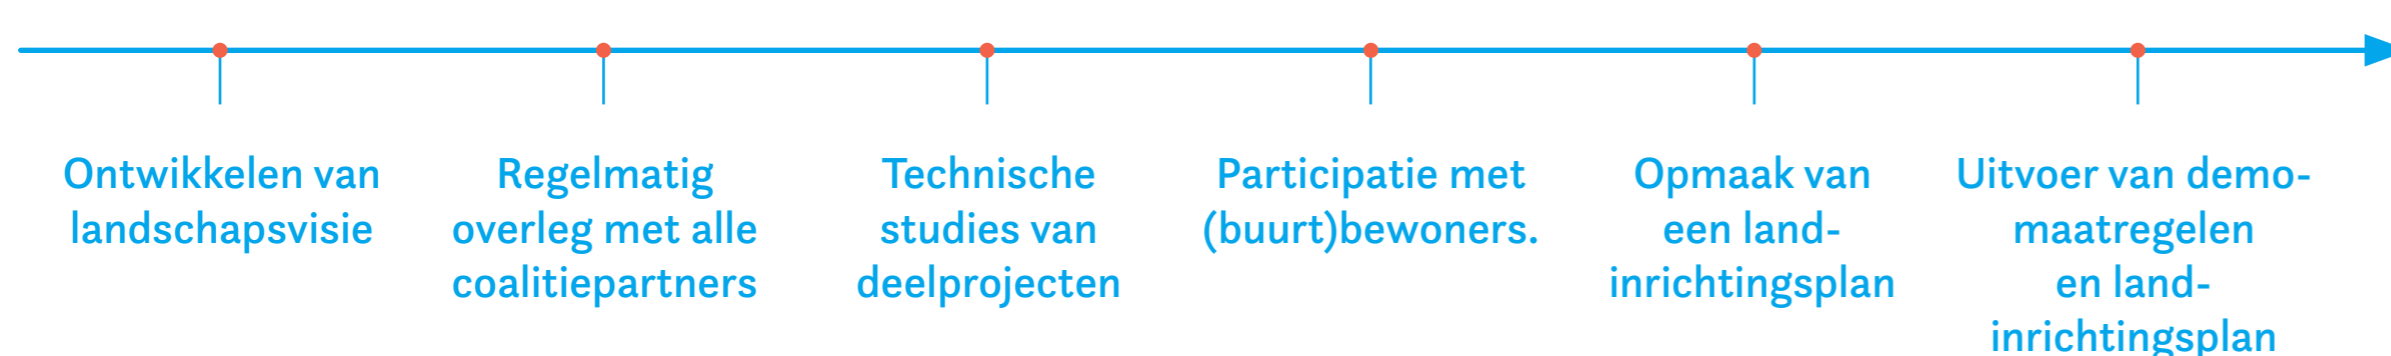 Ontwikkelen van
landschapsvisie
Regelmatig
overleg met alle
coalitiepartners
Technische
studies van
deelprojecten
Participatie met
(buurt)bewoners.
Opmaak van
een land-
inrichtingsplan
Uitvoer van demo-
maatregelen
en land-
inrichtingsplan